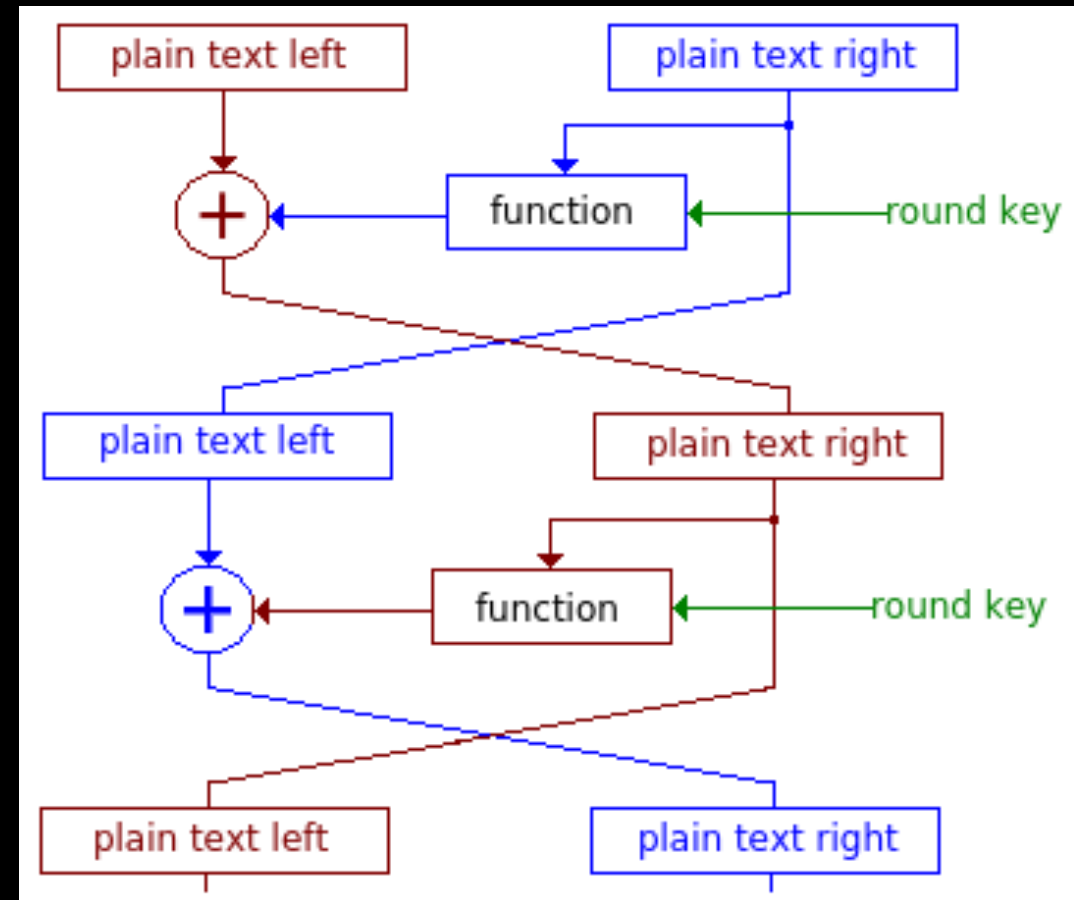 plain text left
plain text right
function
round key
plain text left
plain text right
function
round key
plain text left
plain text right